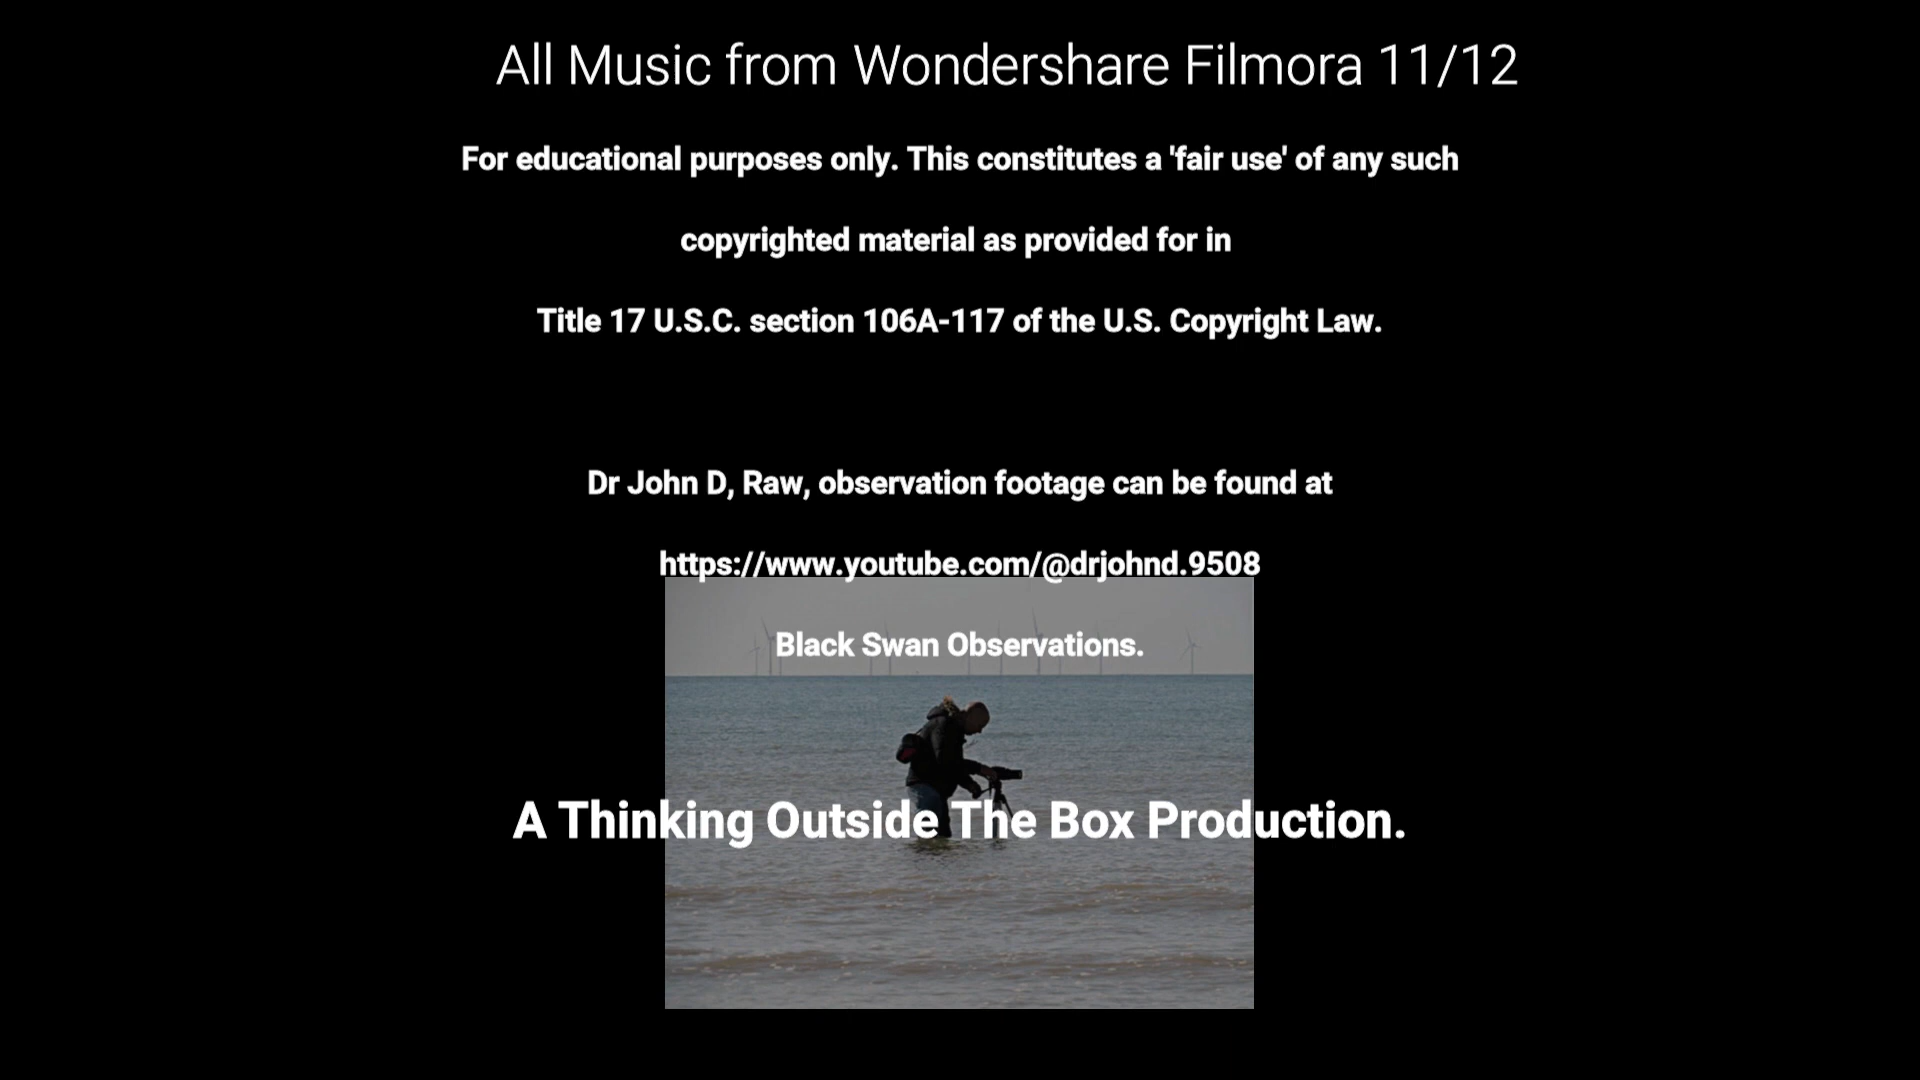 All Music from Wondershare Filmora 11/12
For educational purposes only. This constitutes a 'fair use' of any such
copyrighted material as provided for in
Title 17 U.S.C. section 106A-117 of the U.S. Copyright Law.
Dr John D, Raw, observation footage can be found at
https://www.youtube.com/@drjohnd.9508
Black Swan Observations.
A Thinking Outside The Box Production.